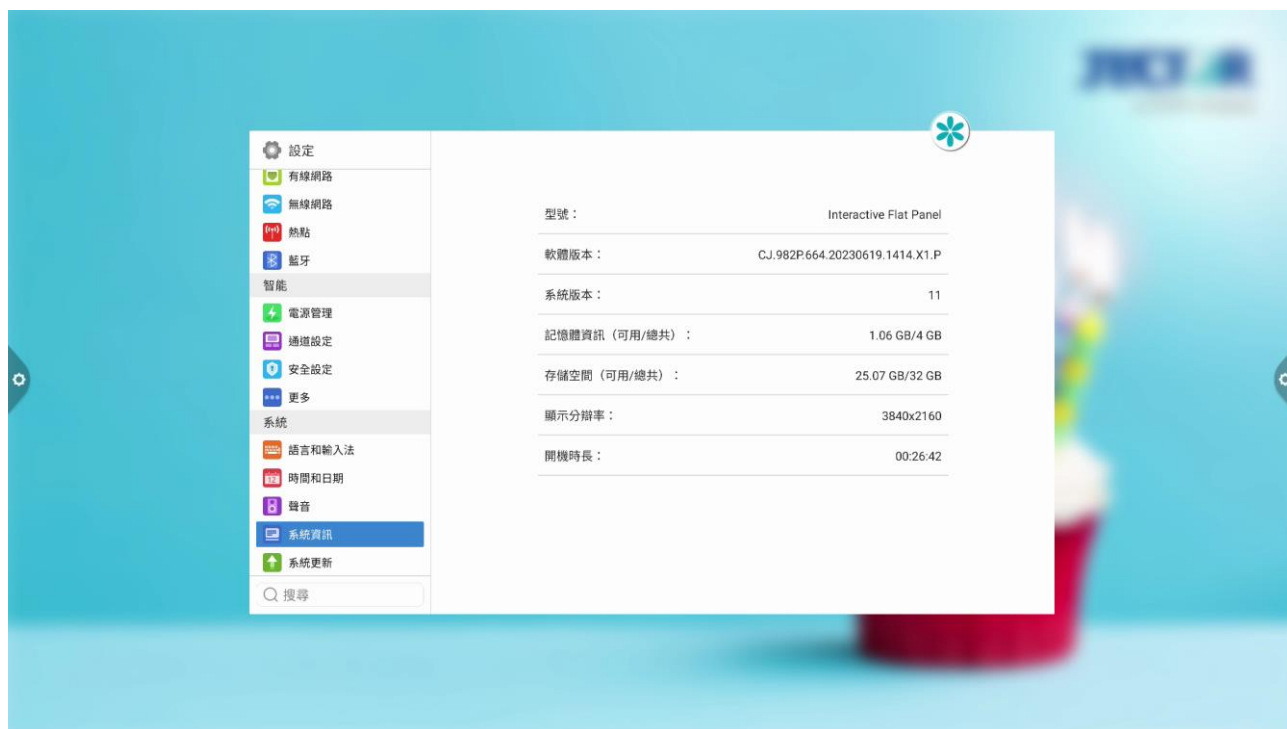 設定
有線網路
無線網路
熱點
藍牙
智能
電源管理
通道設定
安全設定
更多
系統
語言和輸入法
12
時間和日期
聲音
系統資訊
系統更新
搜尋
型號： Interactive Flat Panel
軟體版本： CJ.982P.664.20230619.1414.X1.P
系統版本： 11
記憶體資訊（可用/總共）： 1.06 GB/4 GB
存儲空間（可用/總共）： 25.07 GB/32 GB
顯示分辯率： 3840x2160
開機時長： 00:26:42